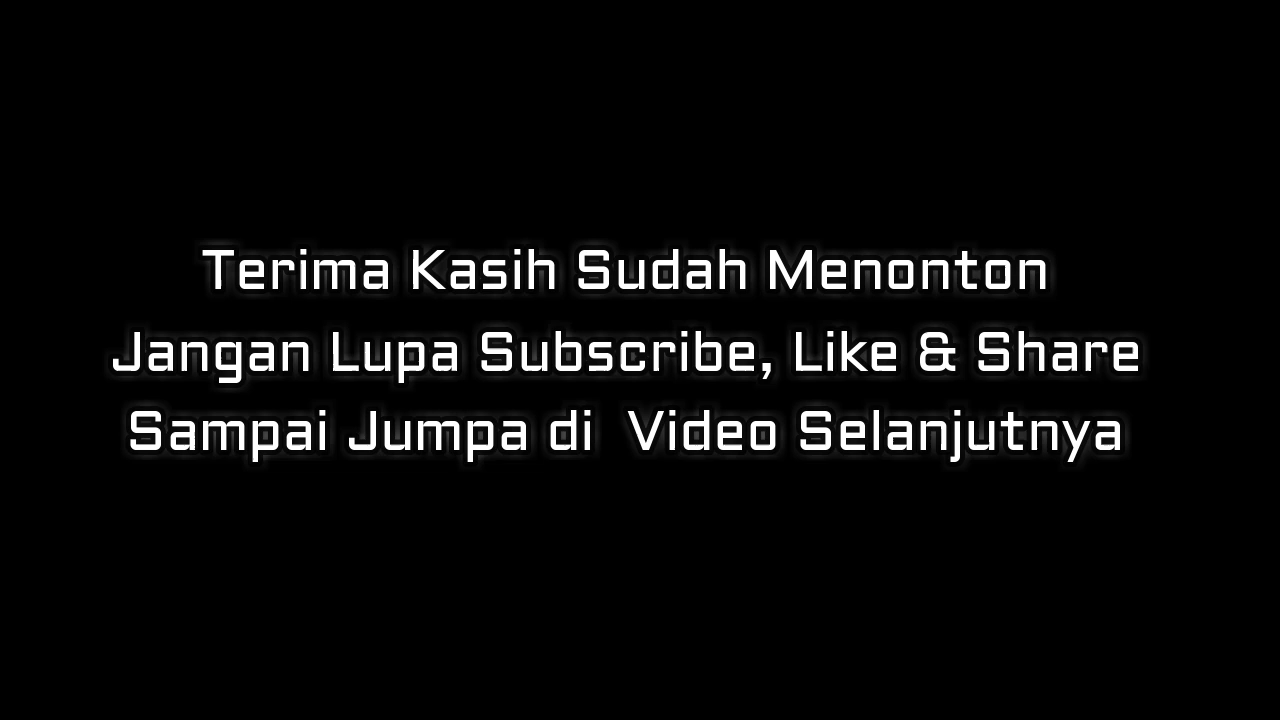 Terima Kasih Sudah Menonton
Jangan Lupa Subscribe, Like & Share
Sampai Jumpa di  Video Selanjutnya